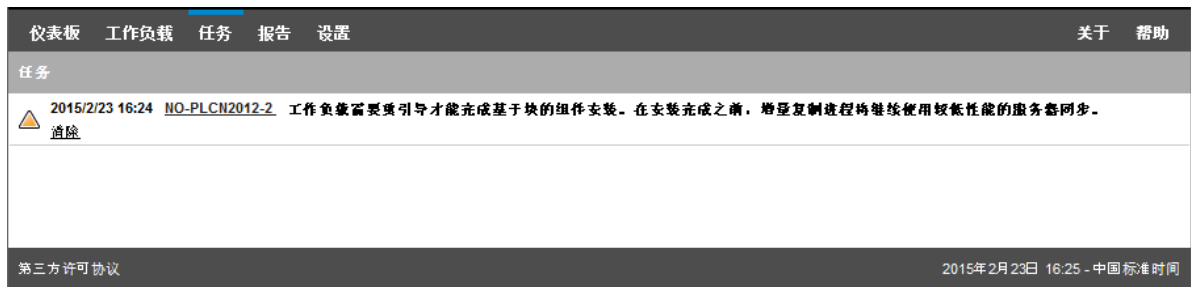 仪表板 工作负载 任务 报告 设置 关于 帮助
任务
2015/2/23 16:24 NO-PLCN2012-2 工作负载需要重引导才能完成基于块的组件安装。在安装完成之前，增量复制进程将继续使用较低性能的服务器同步。
消除
第三方许可协议 2015年2月23日 16:25 - 中国标准时间